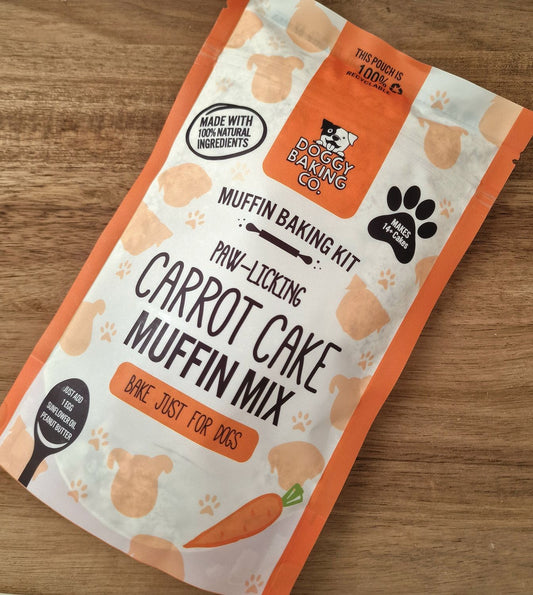 THIS POUCH IS
100%
RECYCLABLE
MADE WITH
100% NATURAL
INGREDIENTS
DOGGY
BAKING
CO.
MUFFIN BAKING KIT
MAKES
14+ Cakes
PAW-LICKING
CARROT CAKE
MUFFIN MIX
BAKE JUST FOR DOGS
JUST ADD
1 EGG
SUNFLOWER OIL
PEANUT BUTTER